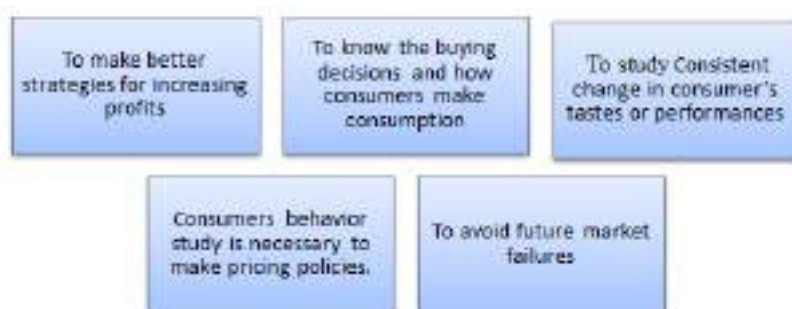 To make better
strategies for increasing
profits
To know the buying
decisions and how
consumers make
consumption
To study Consistent
change in consumer's
tastes or performances
Consumers behavior
study is necessary to
make pricing policies.
To avoid future market
failures